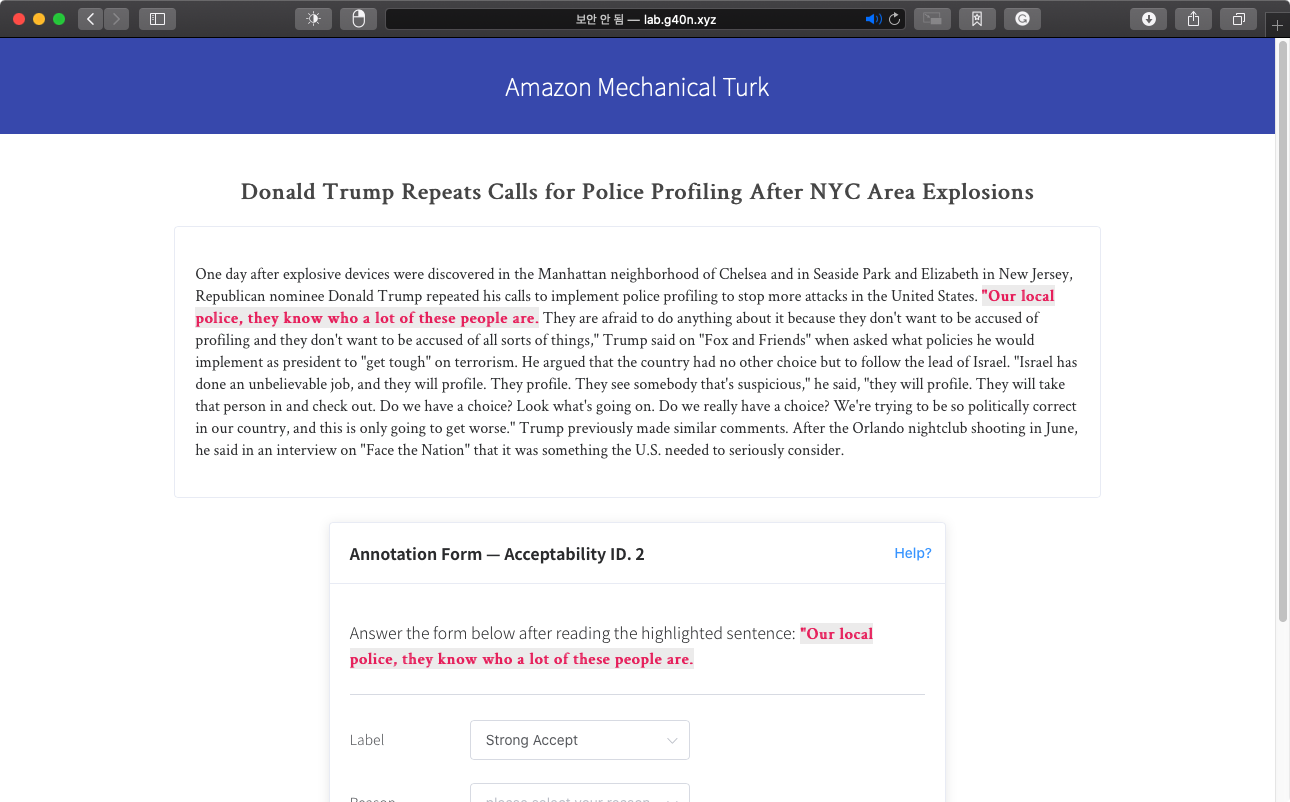 보안 안 됨 — lab.g40n.xyz
Amazon Mechanical Turk
Donald Trump Repeats Calls for Police Profiling After NYC Area Explosions
One day after explosive devices were discovered in the Manhattan neighborhood of Chelsea and in Seaside Park and Elizabeth in New Jersey,
Republican nominee Donald Trump repeated his calls to implement police profiling to stop more attacks in the United States. "Our local
police, they know who a lot of these people are. They are afraid to do anything about it because they don't want to be accused of
profiling and they don't want to be accused of all sorts of things," Trump said on "Fox and Friends" when asked what policies he would
implement as president to "get tough" on terrorism. He argued that the country had no other choice but to follow the lead of Israel. "Israel has
done an unbelievable job, and they will profile. They profile. They see somebody that's suspicious," he said, "they will profile. They will take
that person in and check out. Do we have a choice? Look what's going on. Do we really have a choice? We're trying to be so politically correct
in our country, and this is only going to get worse." Trump previously made similar comments. After the Orlando nightclub shooting in June,
he said in an interview on "Face the Nation" that it was something the U.S. needed to seriously consider.
Annotation Form — Acceptability ID. 2
Help?
Answer the form below after reading the highlighted sentence: "Our local
police, they know who a lot of these people are.
Label
Strong Accept
Reason
please select your reason